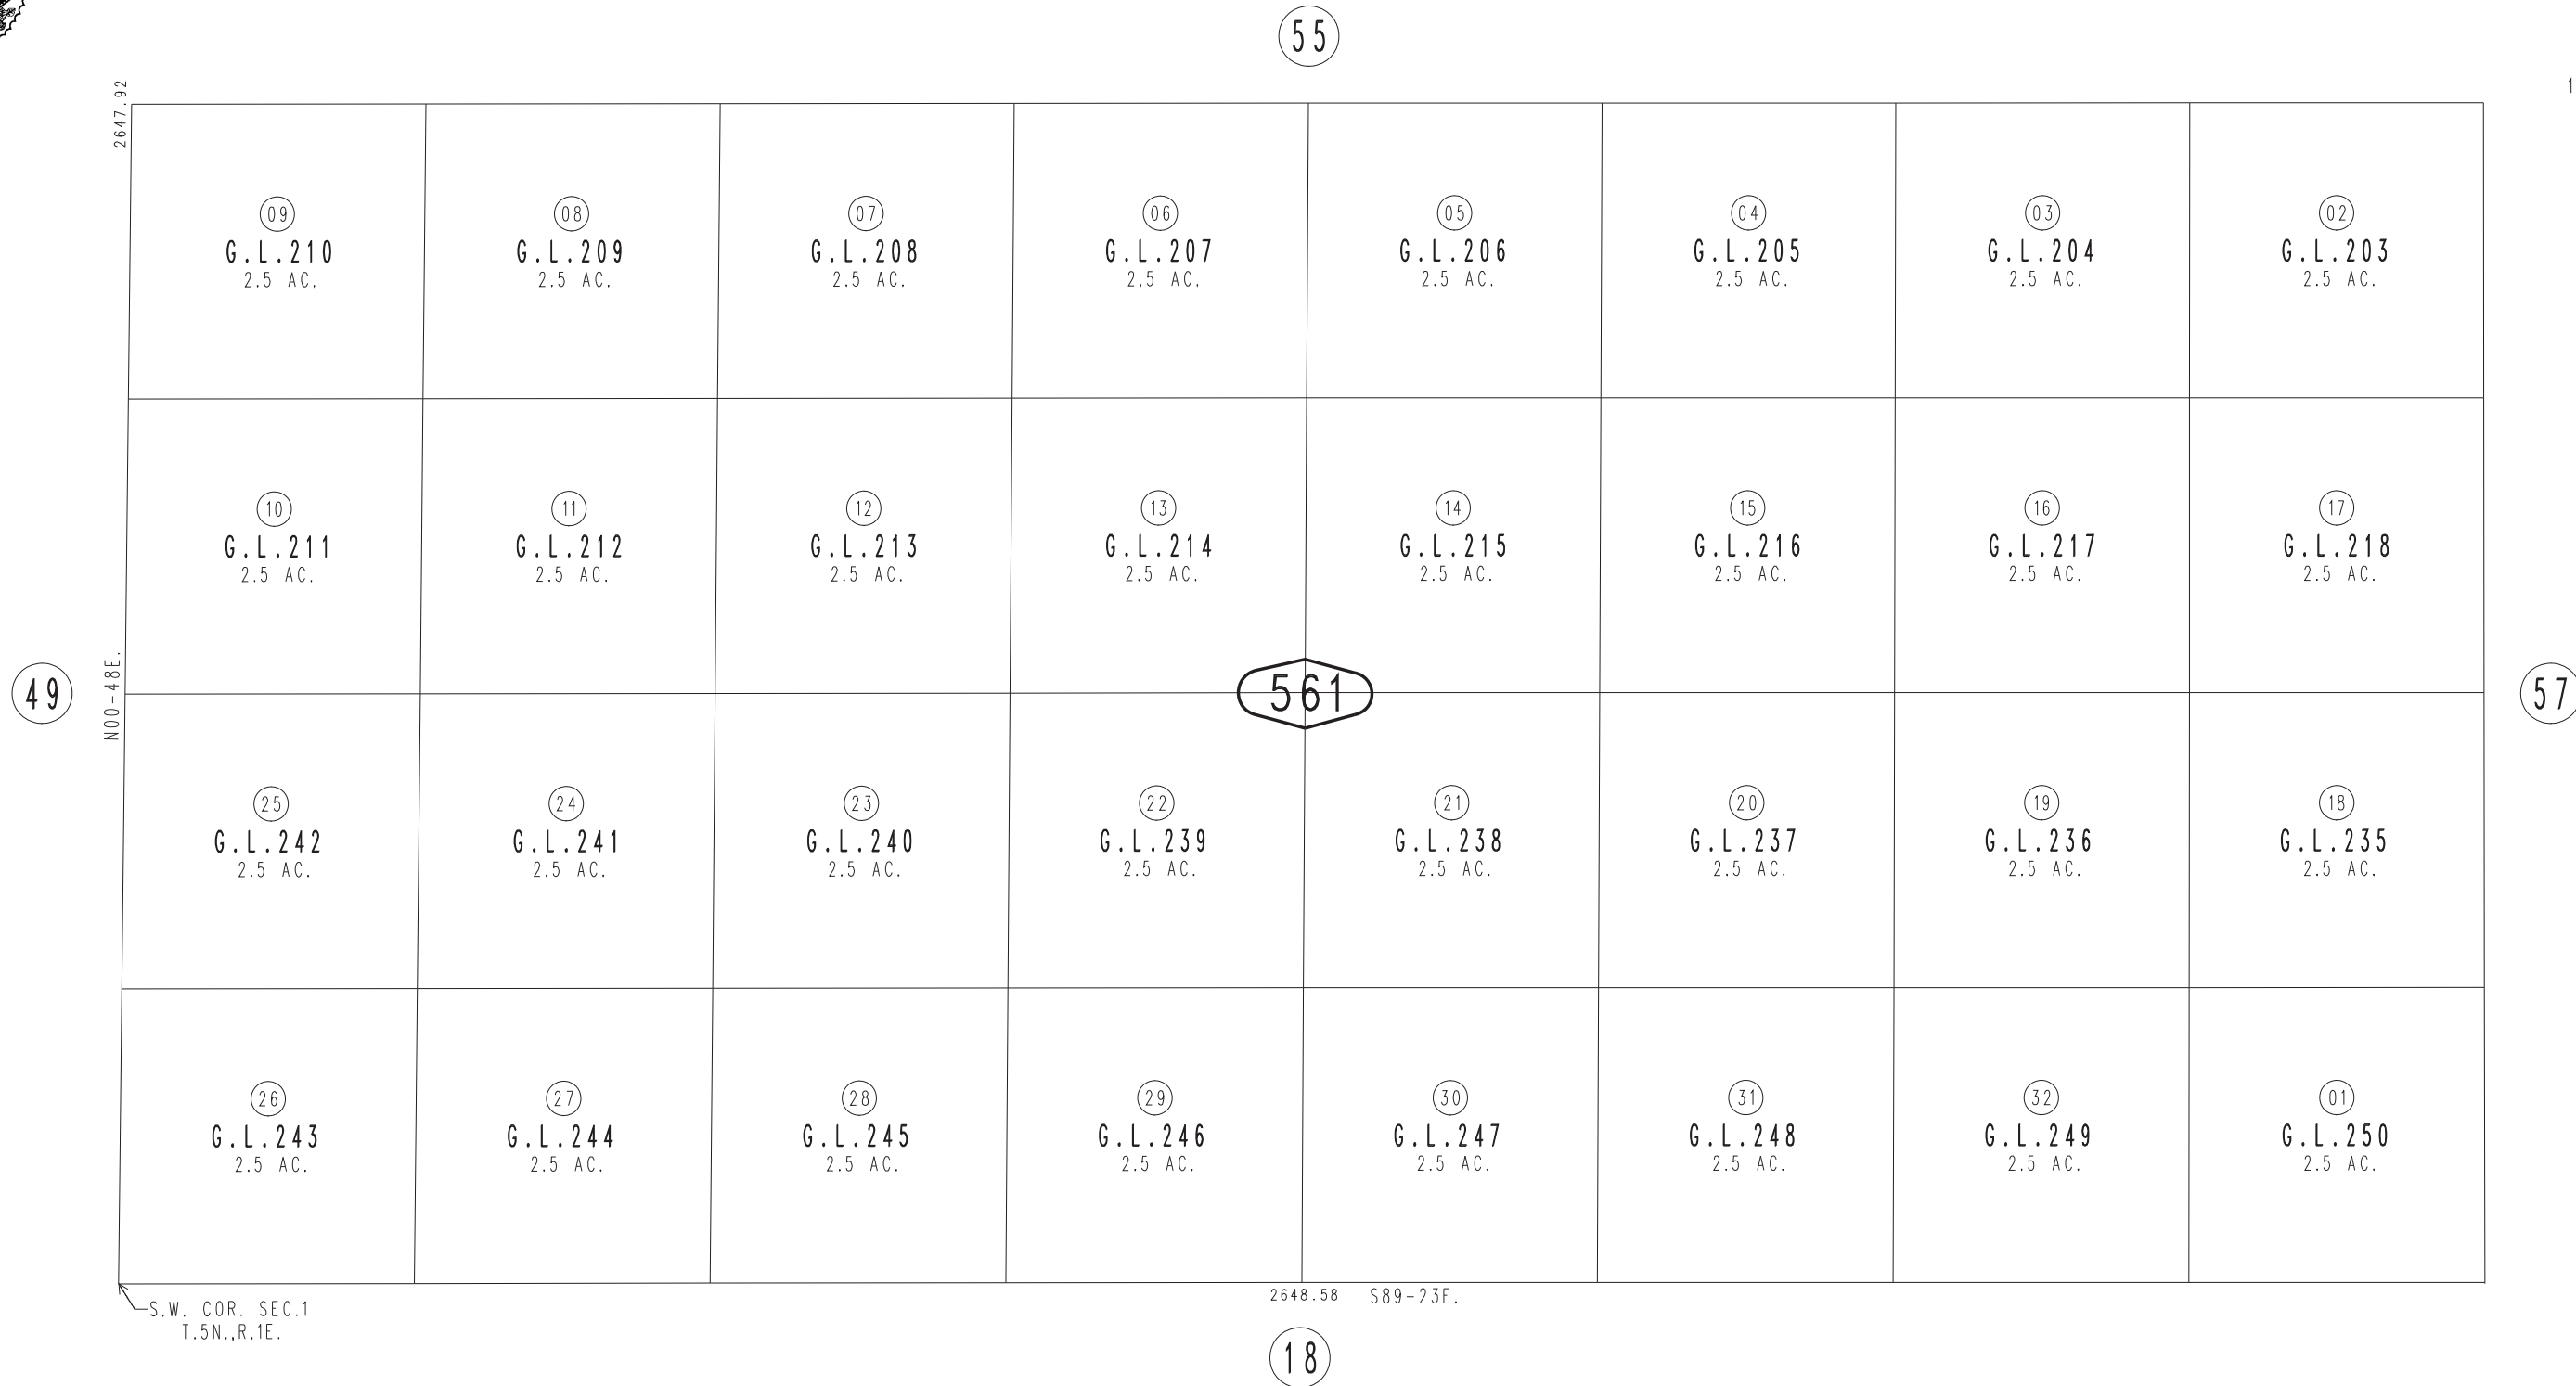 55
2647.92
1
09
G.L.210
2.5 AC.
08
G.L.209
2.5 AC.
07
G.L.208
2.5 AC.
06
G.L.207
2.5 AC.
05
G.L.206
2.5 AC.
04
G.L.205
2.5 AC.
03
G.L.204
2.5 AC.
02
G.L.203
2.5 AC.
10
G.L.211
2.5 AC.
11
G.L.212
2.5 AC.
12
G.L.213
2.5 AC.
13
G.L.214
2.5 AC.
14
G.L.215
2.5 AC.
15
G.L.216
2.5 AC.
16
G.L.217
2.5 AC.
17
G.L.218
2.5 AC.
49
N00-48E.
561
57
25
G.L.242
2.5 AC.
24
G.L.241
2.5 AC.
23
G.L.240
2.5 AC.
22
G.L.239
2.5 AC.
21
G.L.238
2.5 AC.
20
G.L.237
2.5 AC.
19
G.L.236
2.5 AC.
18
G.L.235
2.5 AC.
26
G.L.243
2.5 AC.
27
G.L.244
2.5 AC.
28
G.L.245
2.5 AC.
29
G.L.246
2.5 AC.
30
G.L.247
2.5 AC.
31
G.L.248
2.5 AC.
32
G.L.249
2.5 AC.
01
G.L.250
2.5 AC.
S.W. COR. SEC.1
T.5N.,R.1E.
2648.58 S89-23E.
18